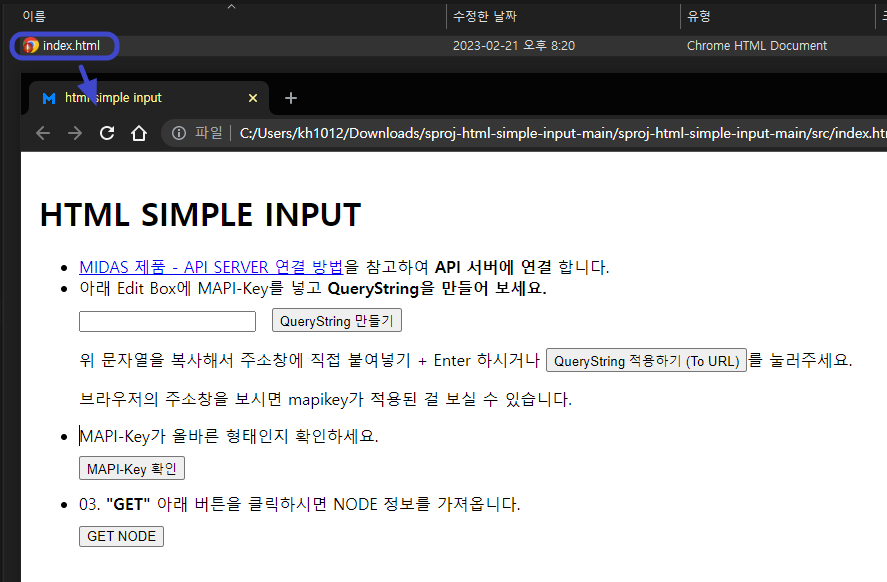 이름 수정한 날짜 유형
index.html 2023-02-21 오후 8:20 Chrome HTML Document
html simple input
파일 C:/Users/kh1012/Downloads/sproj-html-simple-input-main/sproj-html-simple-input-main/src/index.htm
HTML SIMPLE INPUT
MIDAS 제품 - API SERVER 연결 방법을 참고하여 API 서버에 연결 합니다.
아래 Edit Box에 MAPI-Key를 넣고 QueryString을 만들어 보세요.
QueryString 만들기
위 문자열을 복사해서 주소창에 직접 붙여넣기 + Enter 하시거나 QueryString 적용하기 (To URL)를 눌러주세요.
브라우저의 주소창을 보시면 mapikey가 적용된 걸 보실 수 있습니다.
MAPI-Key가 올바른 형태인지 확인하세요.
MAPI-Key 확인
03. "GET" 아래 버튼을 클릭하시면 NODE 정보를 가져옵니다.
GET NODE